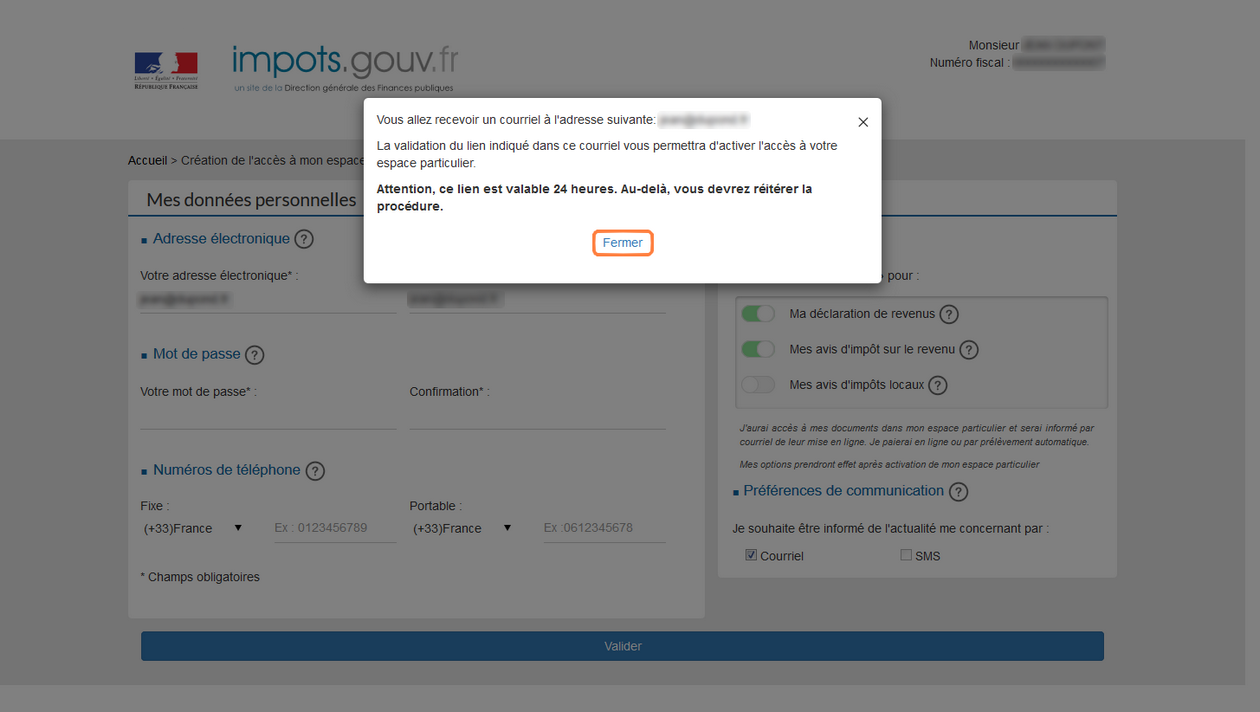 Liberté • Égalité • Fraternité
RÉPUBLIQUE FRANÇAISE
impots.gouv.fr
un site de la Direction générale des Finances publiques
Monsieur
Numéro fiscal :
Vous allez recevoir un courriel à l'adresse suivante:
La validation du lien indiqué dans ce courriel vous permettra d'activer l'accès à votre
espace particulier.
Attention, ce lien est valable 24 heures. Au-delà, vous devrez réitérer la
procédure.
Fermer
Accueil > Création de l'accès à mon espace
Mes données personnelles
Adresse électronique ?
Votre adresse électronique* :
Mot de passe ?
Votre mot de passe* :
Confirmation* :
Numéros de téléphone ?
Fixe :
(+33)France ▼ Ex : 0123456789
Portable :
(+33)France ▼ Ex :0612345678
* Champs obligatoires
pour :
Ma déclaration de revenus ?
Mes avis d'impôt sur le revenu ?
Mes avis d'impôts locaux ?
J'aurai accès à mes documents dans mon espace particulier et serai informé par
courriel de leur mise en ligne. Je paierai en ligne ou par prélèvement automatique.
Mes options prendront effet après activation de mon espace particulier
Préférences de communication ?
Je souhaite être informé de l'actualité me concernant par :
Courriel
SMS
Valider